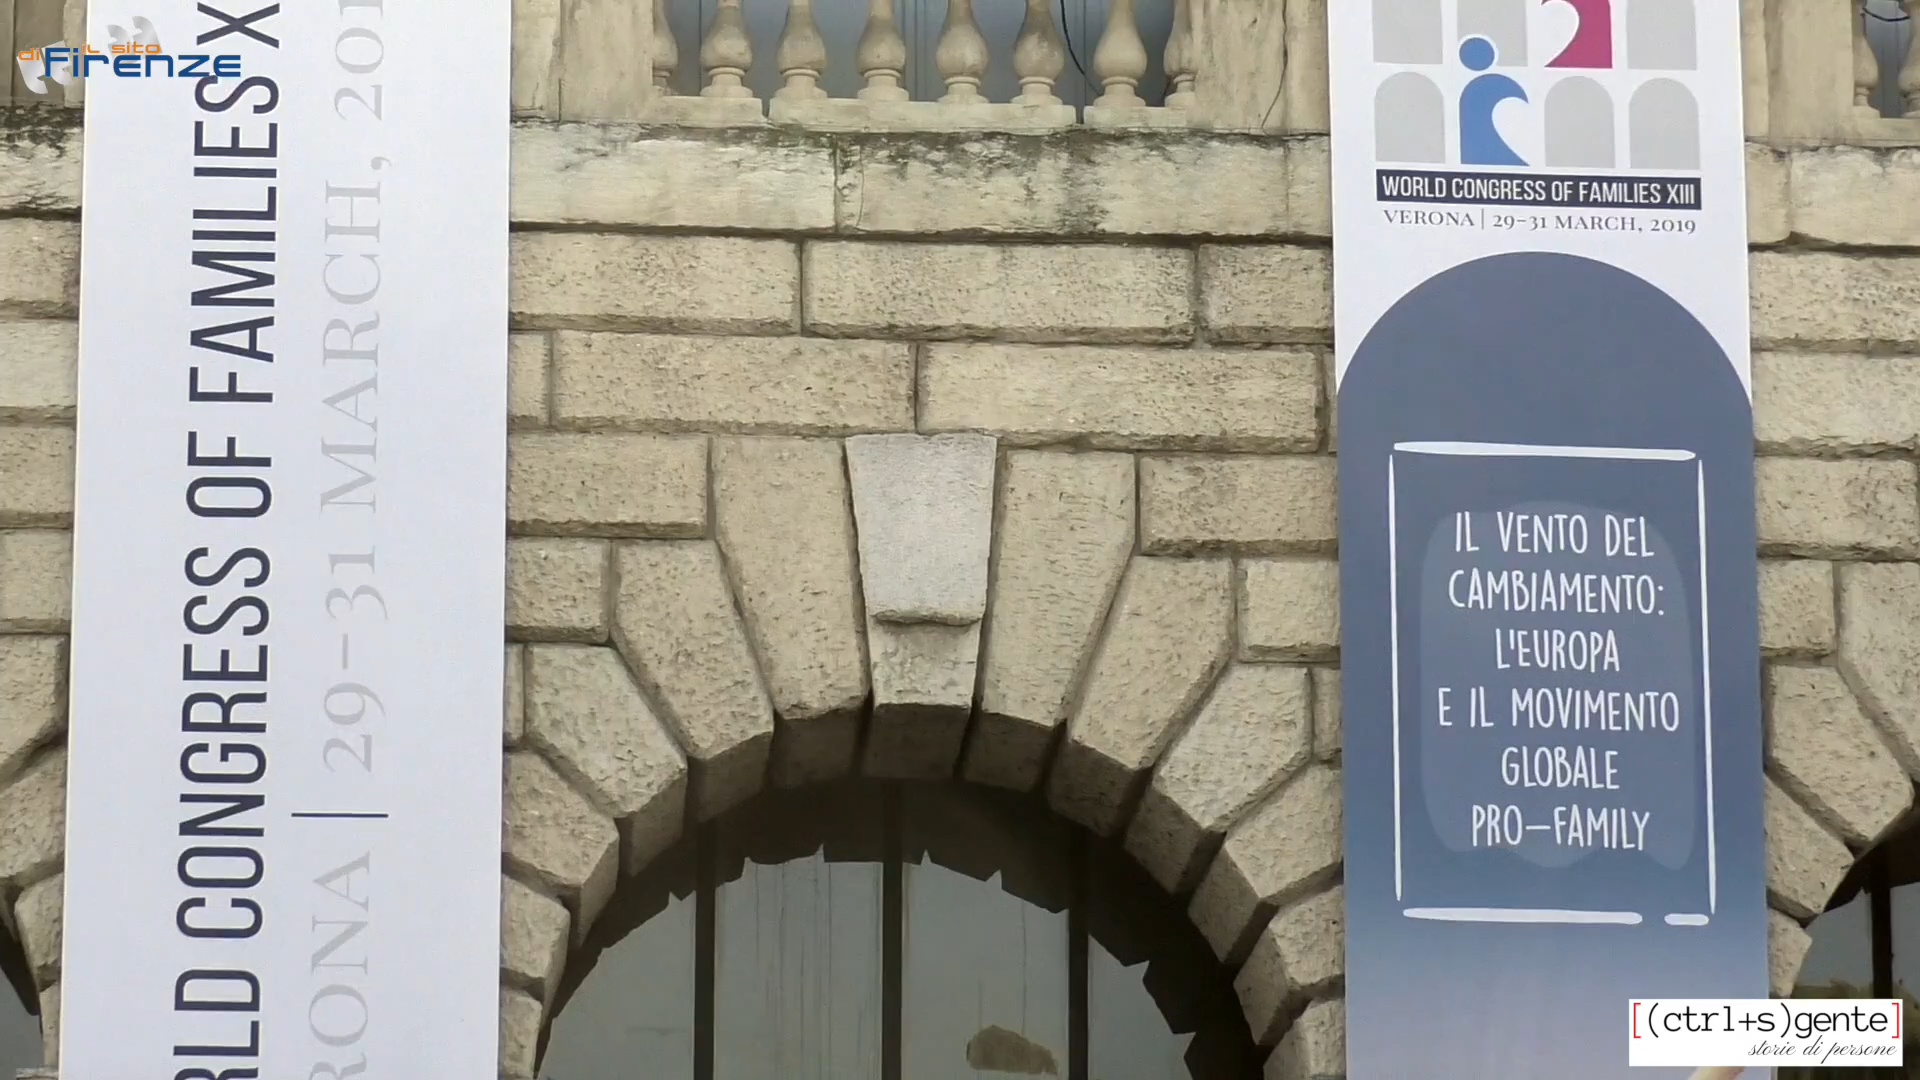 il sito
di Firenze
RLD CONGRESS OF FAMILIES X
RONA | 29-31 MARCH, 201
WORLD CONGRESS OF FAMILIES XIII
VERONA | 29-31 MARCH, 2019
IL VENTO DEL
CAMBIAMENTO:
L'EUROPA
E IL MOVIMENTO
GLOBALE
PRO-FAMILY
[(ctrl+s)gente]
storie di persone